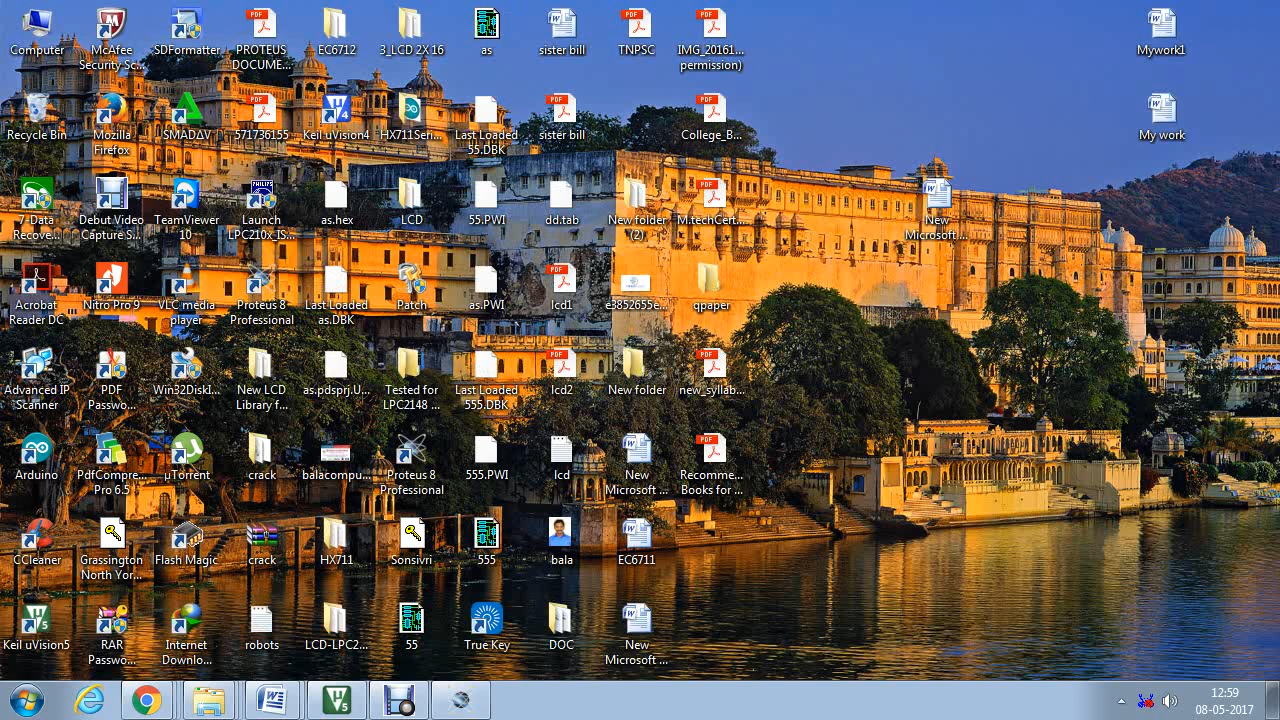 Computer
McAfee
Security Sc...
SDFormatter
PROTEUS
DOCUME...
EC6712
3_LCD 2X16
as
sister bill
TNPSC
IMG_20161...
permission)
Mywork1
Recycle Bin
Mozilla
Firefox
SMADAV
571736155
Keil uVision4
HX711Seri...
Last Loaded
55.DBK
sister bill
College_B...
My work
7-Data
Recove...
Debut Video
Capture S...
TeamViewer
10
Launch
LPC210x_IS...
as.hex
LCD
55.PWI
dd.tab
New folder
(2)
M.techCert...
New
Microsoft ...
Acrobat
Reader DC
Nitro Pro 9
VLC media
player
Proteus 8
Professional
Last Loaded
as.DBK
Patch
as.PWI
lcd1
e3852655e...
qpaper
Advanced IP
Scanner
PDF
Passwo...
Win32DiskI...
New LCD
Library f...
as.pdsprj.U...
Tested for
LPC2148 ...
Last Loaded
555.DBK
lcd2
New folder
new_syllab...
Arduino
PdfCompre...
Pro 6.5
µTorrent
crack
balacompu...
Proteus 8
Professional
555.PWI
lcd
New
Microsoft ...
Recomme...
Books for ...
CCleaner
Grassington
North Yor...
Flash Magic
crack
HX711
Sonsivri
555
bala
EC6711
Keil uVision5
RAR
Passwo...
Internet
Downlo...
robots
LCD-LPC2...
55
True Key
DOC
New
Microsoft ...
12:59
08-05-2017